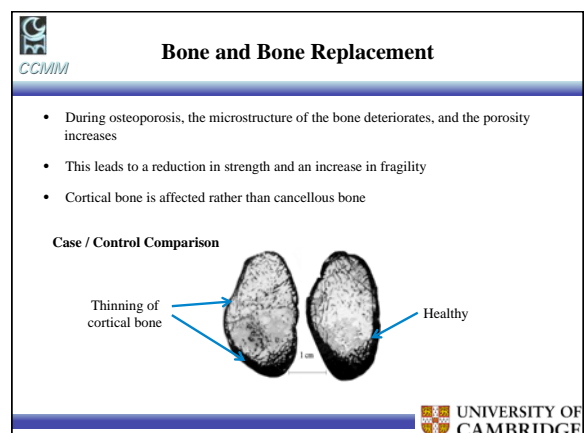 CCMM
Bone and Bone Replacement
• During osteoporosis, the microstructure of the bone deteriorates, and the porosity
increases
• This leads to a reduction in strength and an increase in fragility
• Cortical bone is affected rather than cancellous bone
Case / Control Comparison
Thinning of
cortical bone
Healthy
1 cm
UNIVERSITY OF
CAMBRIDGE